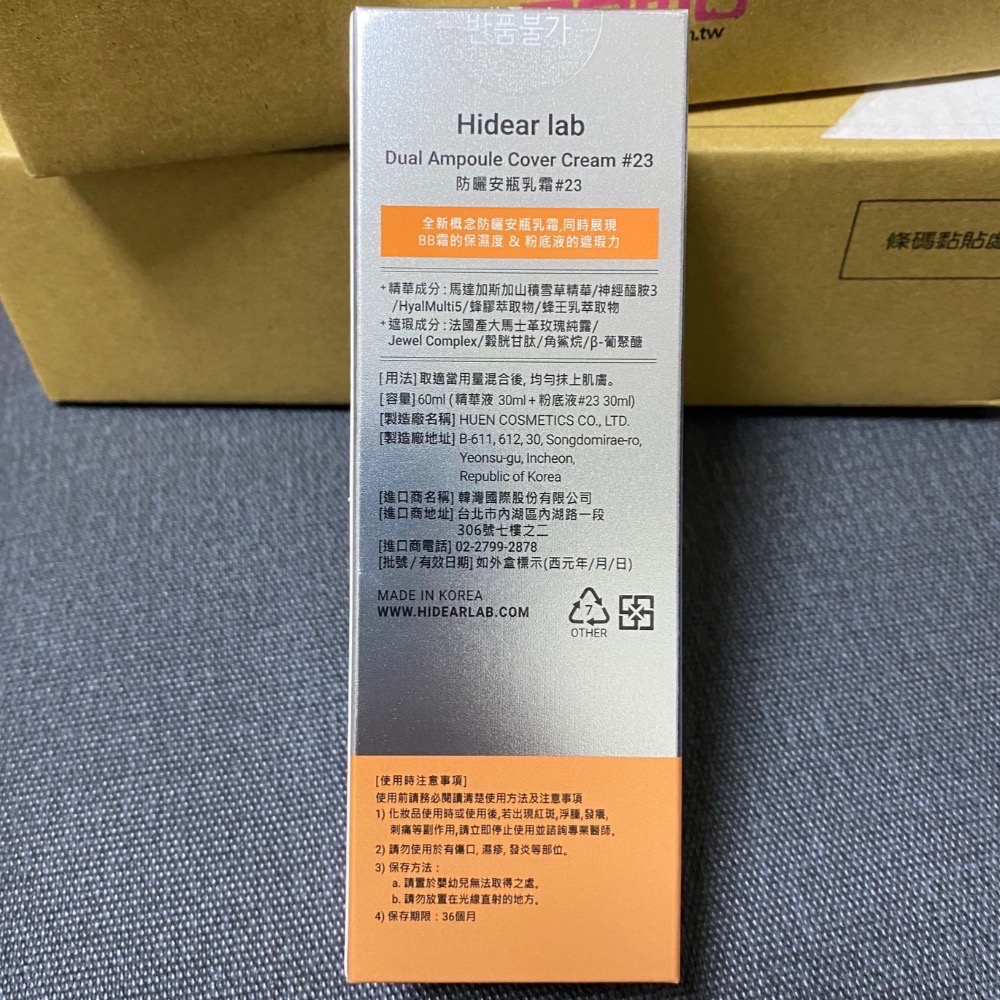 반품불가
.tw
Hidear lab
Dual Ampoule Cover Cream #23
防曬安瓶乳霜#23
全新概念防曬安瓶乳霜,同時展現
BB霜的保濕度 & 粉底液的遮瑕力
條碼黏貼處
+精華成分:馬達加斯加山積雪草精華/神經醯胺3
/HyalMulti5/蜂膠萃取物/蜂王乳萃取物
+遮瑕成分:法國產大馬士革玫瑰純露/
Jewel Complex/穀胱甘肽/角鯊烷/β-葡聚醣
[用法]取適當用量混合後, 均勻抹上肌膚。
[容量]60ml (精華液 30ml + 粉底液#23 30ml)
[製造廠名稱] HUEN COSMETICS CO., LTD.
[製造廠地址] B-611, 612, 30, Songdomirae-ro,
Yeonsu-gu, Incheon,
Republic of Korea
[進口商名稱] 韓灣國際股份有限公司
[進口商地址] 台北市內湖區內湖路一段
306號七樓之二
[進口商電話] 02-2799-2878
[批號/有效日期] 如外盒標示(西元年/月/日)
MADE IN KOREA
WWW.HIDEARLAB.COM
7
OTHER
[使用時注意事項]
使用前請務必閱讀清楚使用方法及注意事項
1) 化妝品使用時或使用後,若出現紅斑,浮腫,發癢,
刺痛等副作用,請立即停止使用並諮詢專業醫師。
2) 請勿使用於有傷口, 濕疹, 發炎等部位。
3) 保存方法:
a. 請置於嬰幼兒無法取得之處。
b. 請勿放置在光線直射的地方。
4) 保存期限:36個月